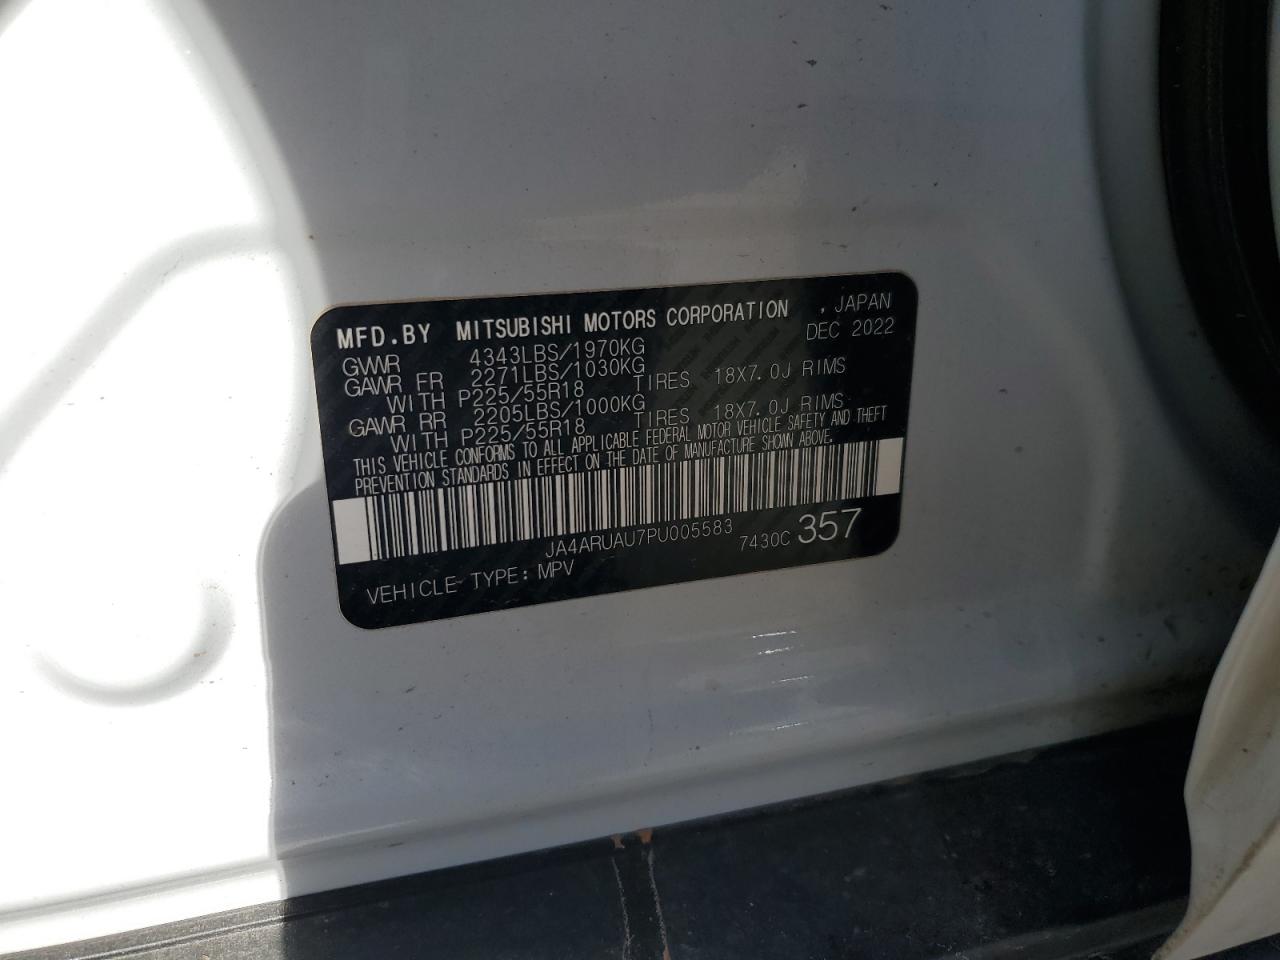 MFD.BY MITSUBISHI MOTORS CORPORATION , JAPAN
GVWR 4343LBS/1970KG DEC 2022
GAWR FR 2271LBS/1030KG
WITH P225/55R18 TIRES 18X7.0J RIMS
GAWR RR 2205LBS/1000KG
WITH P225/55R18 TIRES 18X7.0J RIMS
THIS VEHICLE CONFORMS TO ALL APPLICABLE FEDERAL MOTOR VEHICLE SAFETY AND THEFT
PREVENTION STANDARDS IN EFFECT ON THE DATE OF MANUFACTURE SHOWN ABOVE.
JA4ARUAU7PU005583 7430C 357
VEHICLE TYPE: MPV